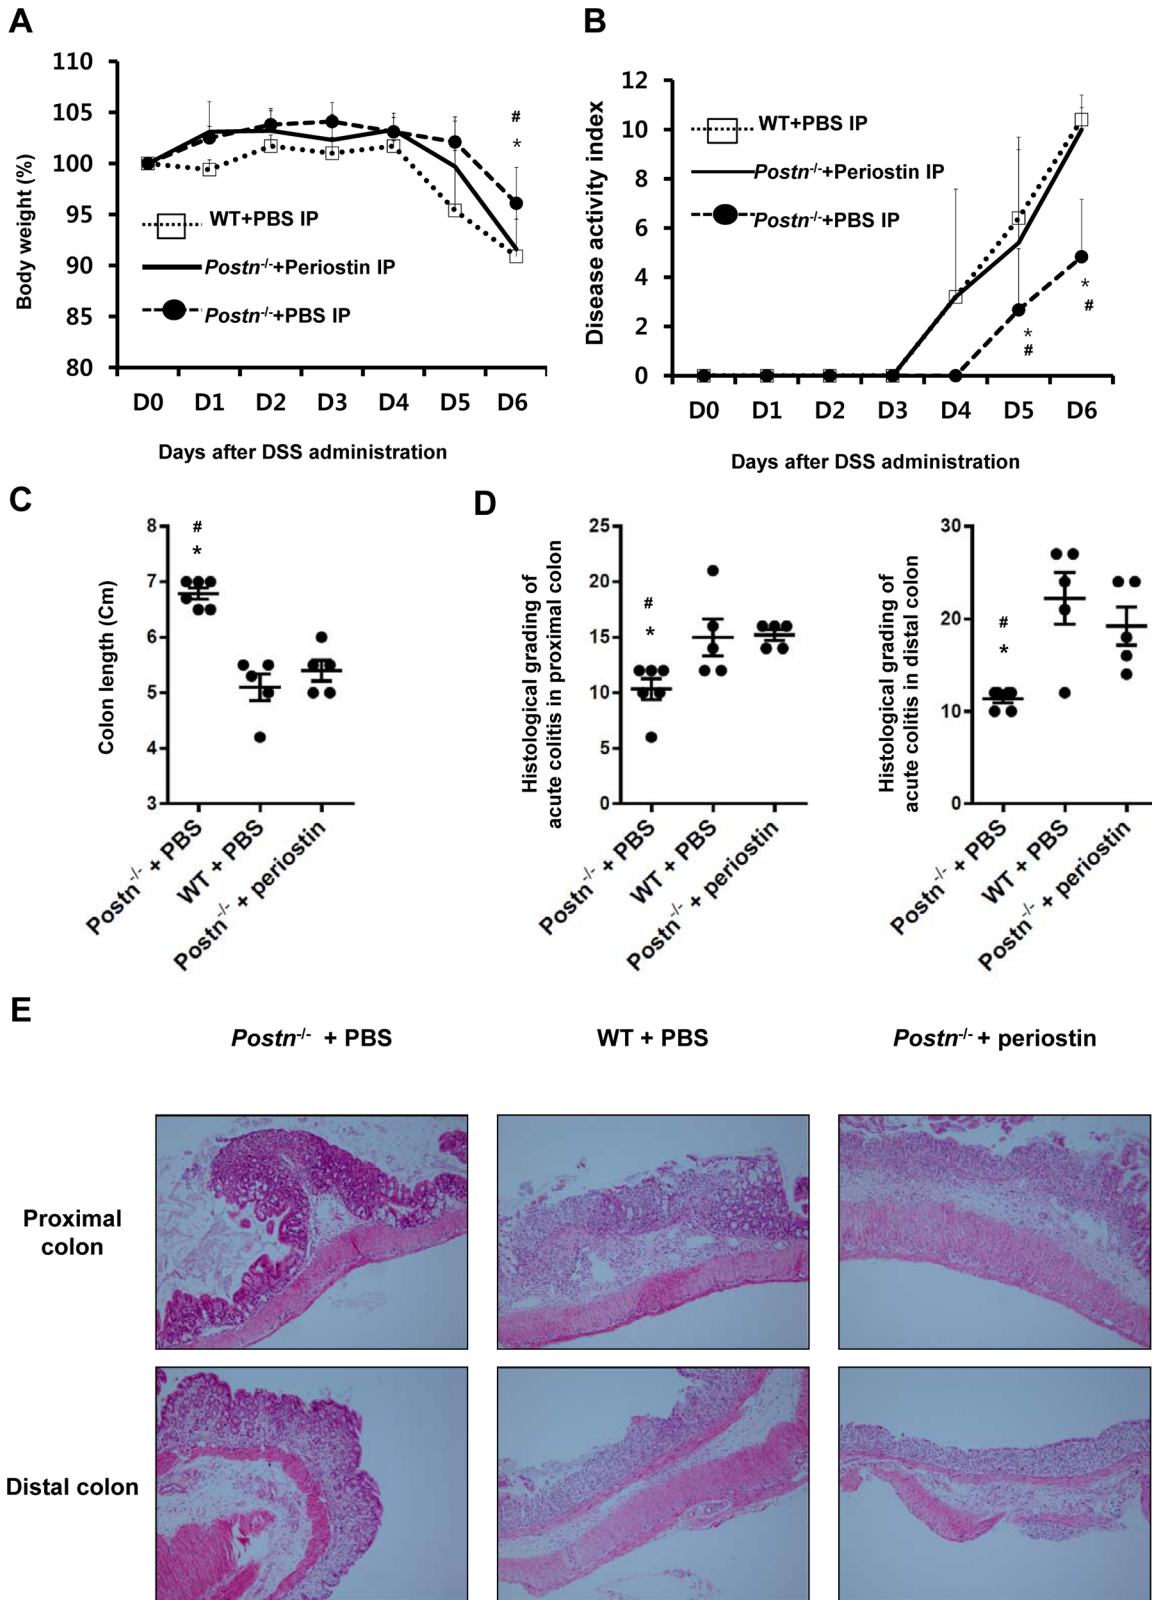 A
110
105
100
95
90
85
80
Body weight (%)
#
*
WT+PBS IP
Postn-/-+Periostin IP
Postn-/-+PBS IP
D0 D1 D2 D3 D4 D5 D6
Days after DSS administration
B
12
10
8
6
4
2
0
Disease activity index
WT+PBS IP
Postn-/-+Periostin IP
Postn-/-+PBS IP
*
#
*
#
D0 D1 D2 D3 D4 D5 D6
Days after DSS administration
C
8
7
6
5
4
3
Colon length (Cm)
#
*
Postn-/- + PBS
WT + PBS
Postn-/- + periostin
D
25
20
15
10
5
0
Histological grading of
acute colitis in proximal colon
#
*
Postn-/- + PBS
WT + PBS
Postn-/- + periostin
30
20
10
0
Histological grading of
acute colitis in distal colon
#
*
Postn-/- + PBS
WT + PBS
Postn-/- + periostin
E
Postn-/- + PBS
WT + PBS
Postn-/- + periostin
Proximal
colon
Distal colon